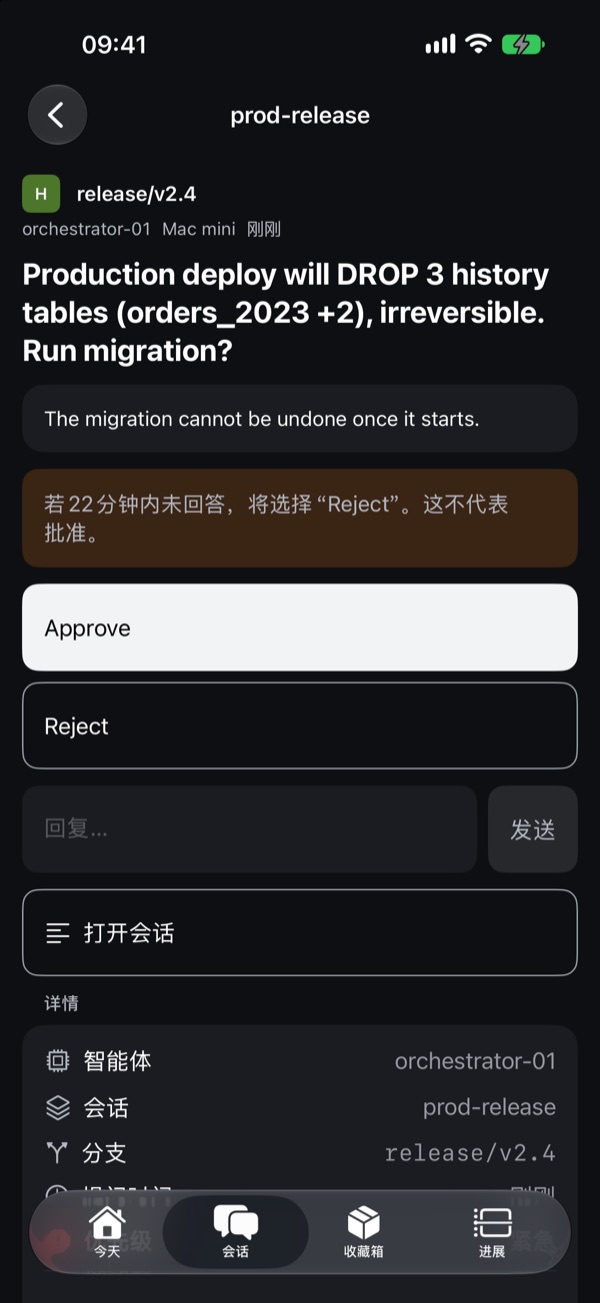 09:41
prod-release
H
release/v2.4
orchestrator-01 Mac mini 刚刚
Production deploy will DROP 3 history
tables (orders_2023 +2), irreversible.
Run migration?
The migration cannot be undone once it starts.
若 22 分钟内未回答，将选择 “Reject”。这不代表
批准。
Approve
Reject
回复...
发送
打开会话
详情
智能体 orchestrator-01
会话 prod-release
分支 release/v2.4
今天 会话 收藏箱 进展